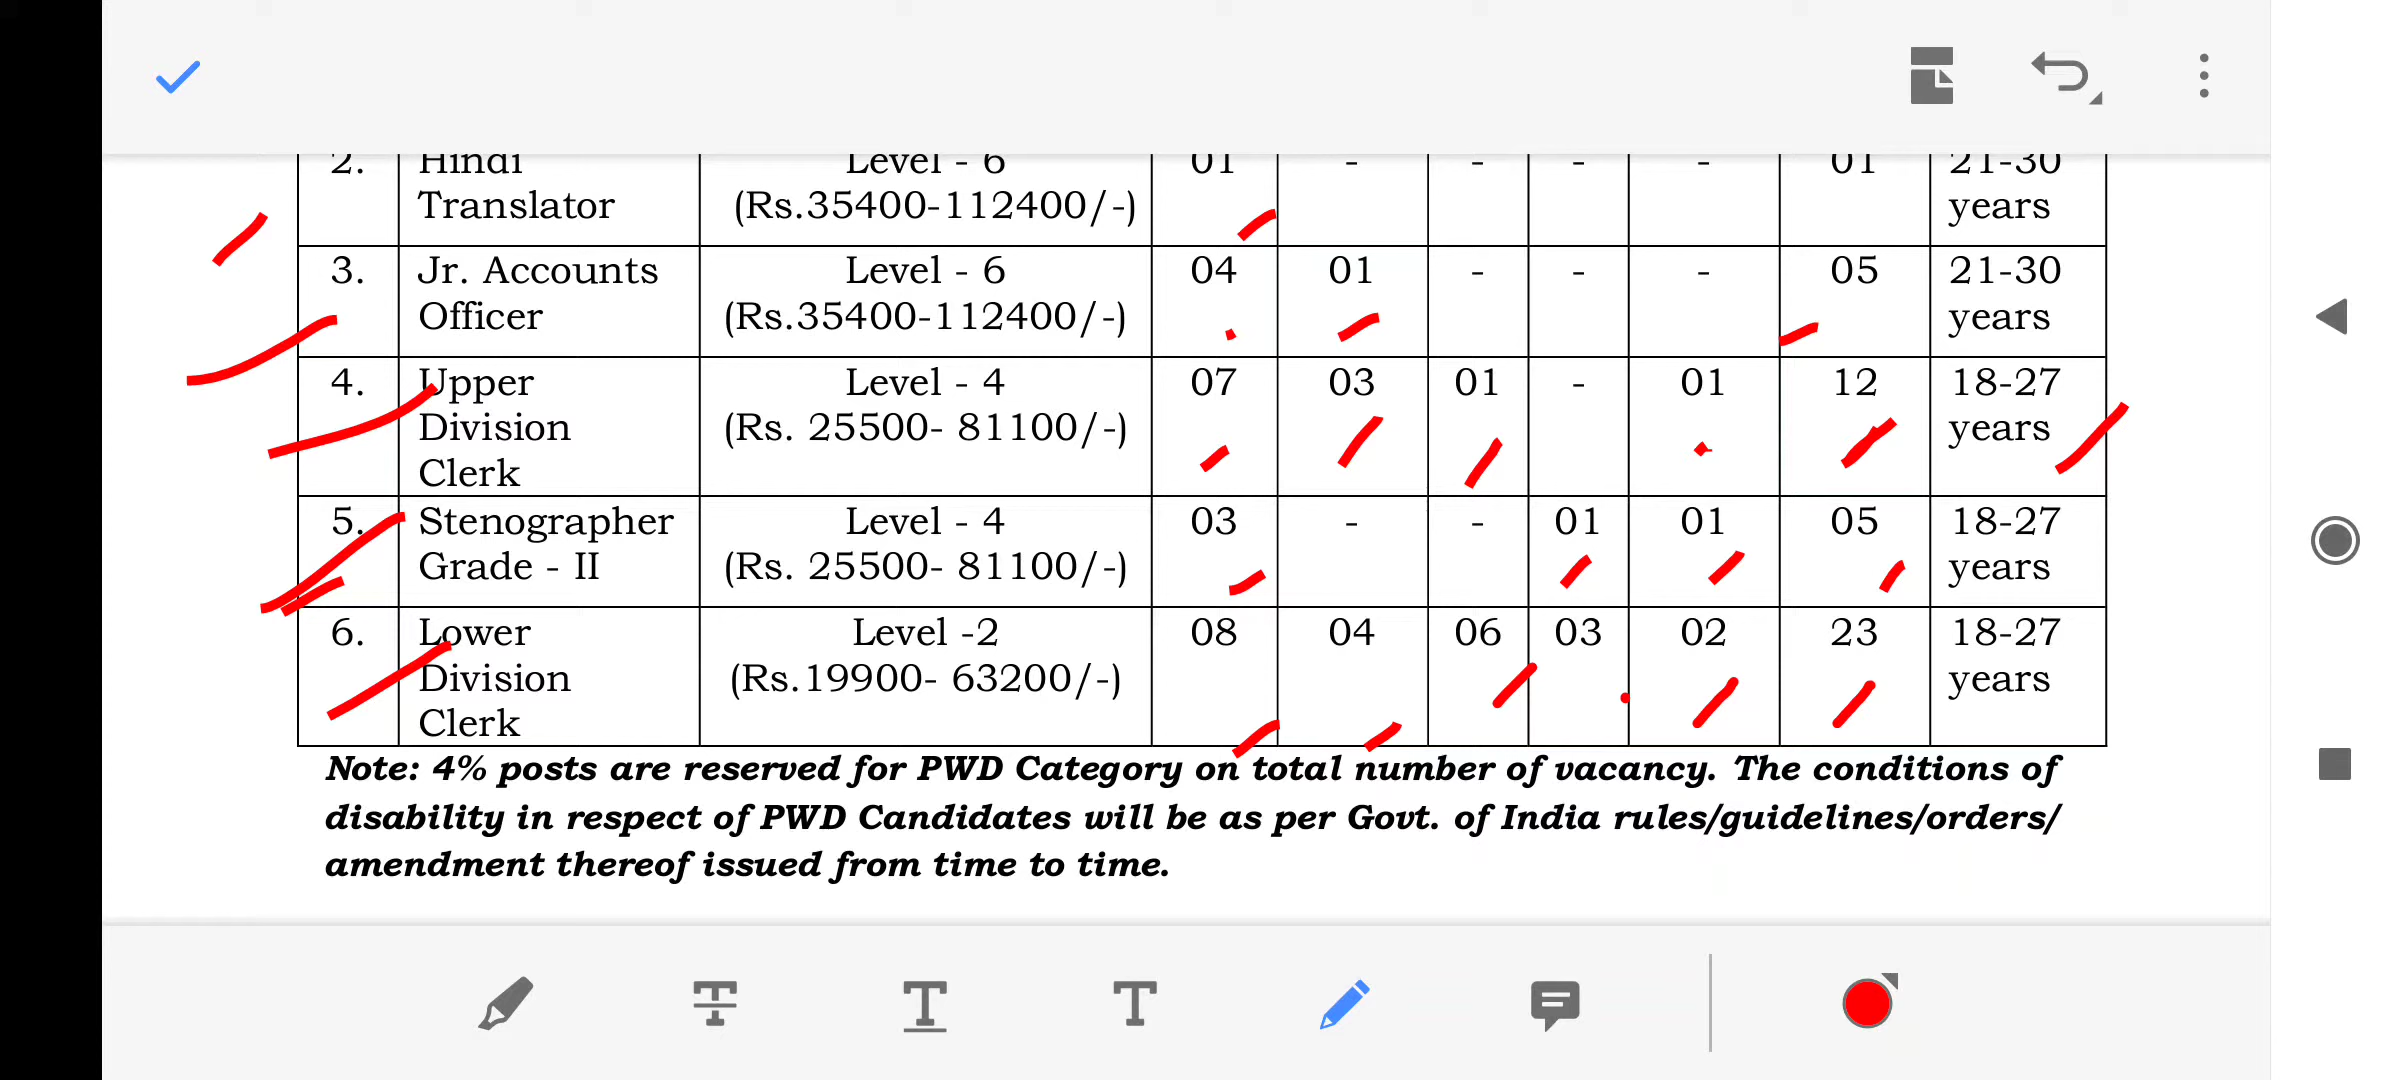 2. Hindi Translator Level - 6 (Rs.35400-112400/-) 01 - - - - 01 21-30 years
3. Jr. Accounts Officer Level - 6 (Rs.35400-112400/-) 04 01 - - - 05 21-30 years
4. Upper Division Clerk Level - 4 (Rs. 25500- 81100/-) 07 03 01 - 01 12 18-27 years
5. Stenographer Grade - II Level - 4 (Rs. 25500- 81100/-) 03 - - 01 01 05 18-27 years
6. Lower Division Clerk Level -2 (Rs.19900- 63200/-) 08 04 06 03 02 23 18-27 years
Note: 4% posts are reserved for PWD Category on total number of vacancy. The conditions of
disability in respect of PWD Candidates will be as per Govt. of India rules/guidelines/orders/
amendment thereof issued from time to time.